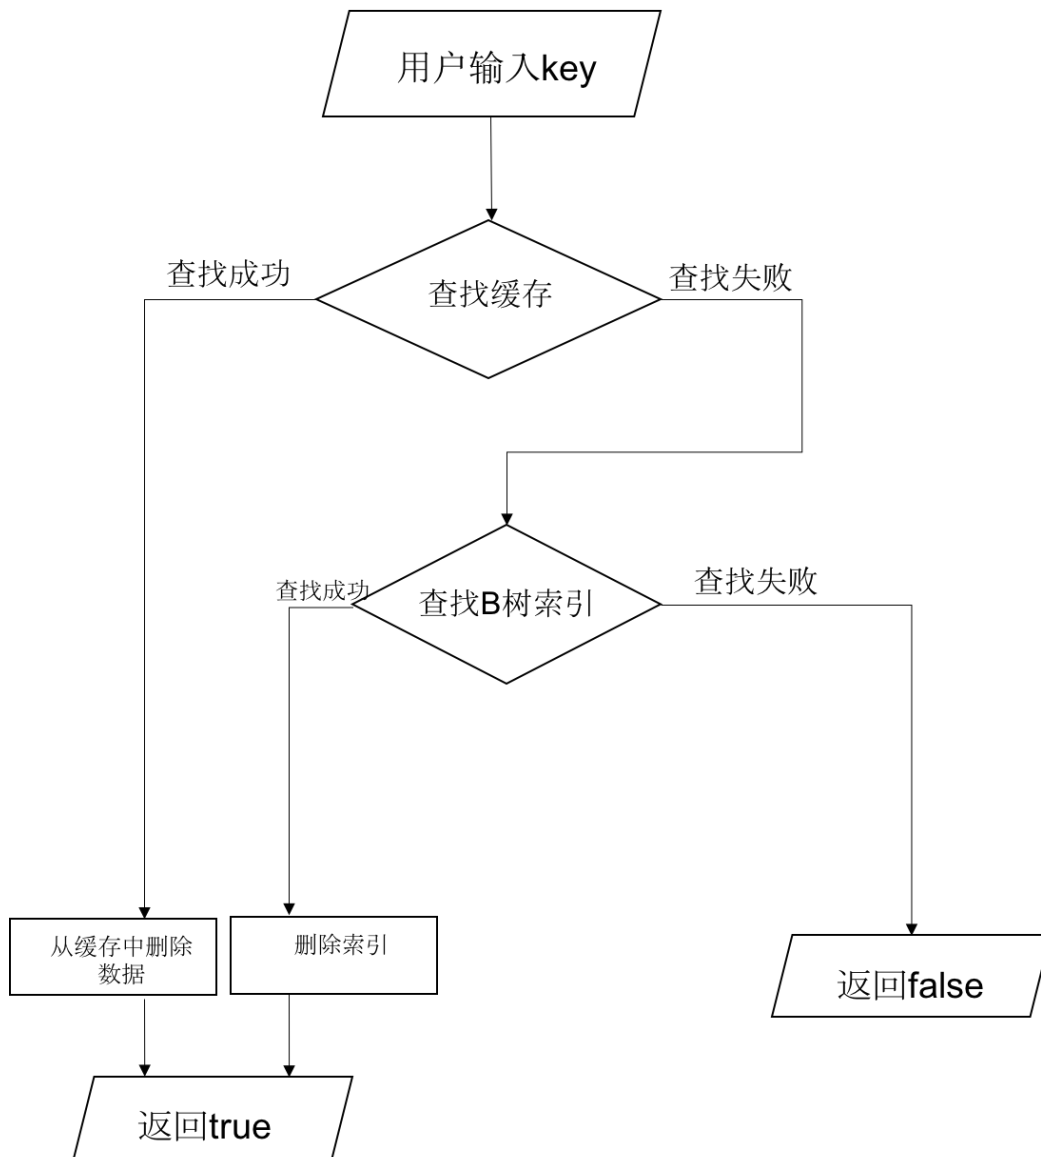 用户输入key
查找成功
查找缓存
查找失败
查找成功
查找B树索引
查找失败
从缓存中删除
数据
删除索引
返回false
返回true